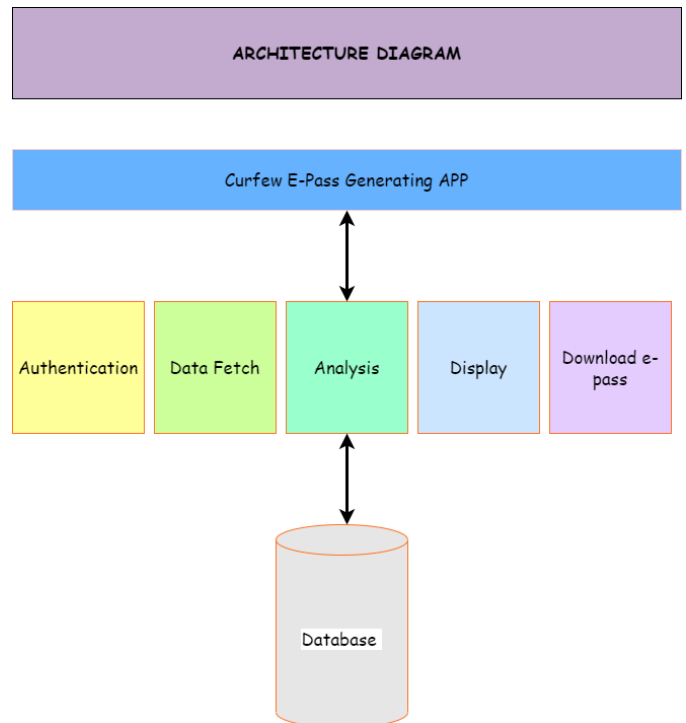 ARCHITECTURE DIAGRAM
Curfew E-Pass Generating APP
Authentication
Data Fetch
Analysis
Display
Download e-
pass
Database